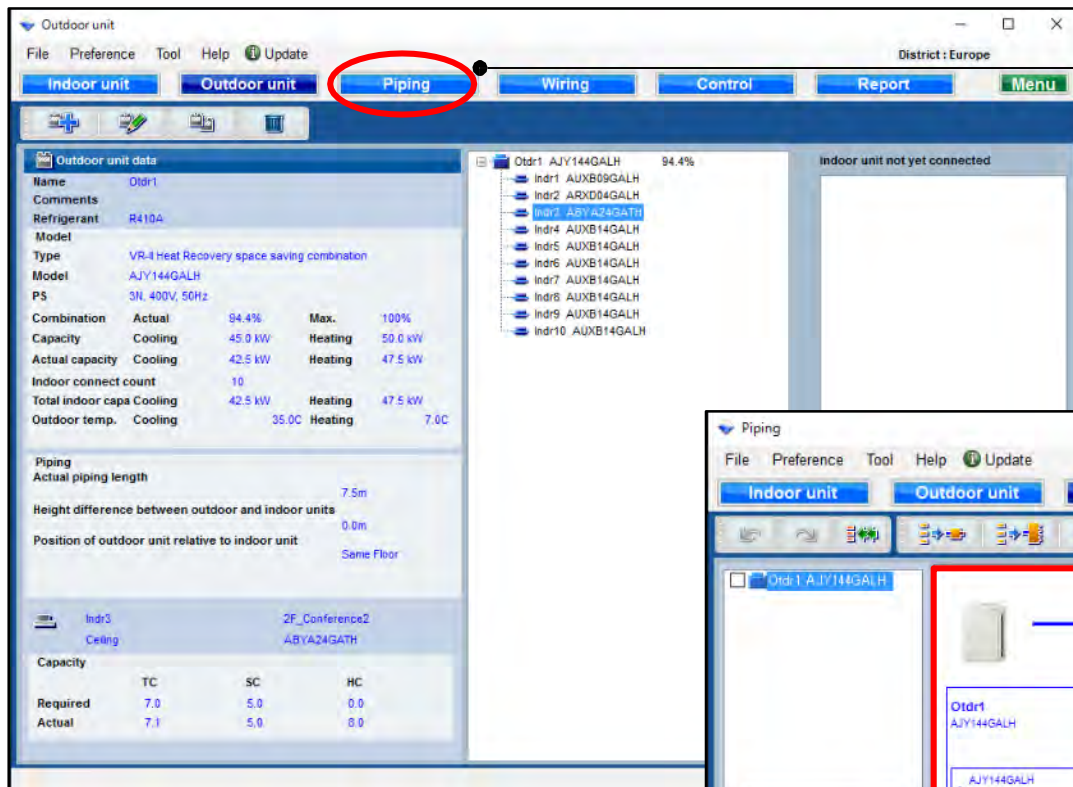 Outdoor unit
File Preference Tool Help Update District : Europe
Indoor unit Outdoor unit Piping Wiring Control Report Menu
Outdoor unit data
Name Otdr1
Comments
Refrigerant R410A
Model
Type VR-II Heat Recovery space saving combination
Model AJY144GALH
PS 3N, 400V, 50Hz
Combination Actual 94.4% Max. 100%
Capacity Cooling 45.0 kW Heating 50.0 kW
Actual capacity Cooling 42.5 kW Heating 47.5 kW
Indoor connect count 10
Total indoor capa Cooling 42.5 kW Heating 47.5 kW
Outdoor temp. Cooling 35.0C Heating 7.0C
Piping
Actual piping length
7.5m
Height difference between outdoor and indoor units
0.0m
Position of outdoor unit relative to indoor unit
Same Floor
Indr3 2F_Conference2
Ceiling ABYA24GATH
Capacity
TC SC HC
Required 7.0 5.0 0.0
Actual 7.1 5.0 8.0
Otdr1 AJY144GALH 94.4%
Indr1 AUXB09GALH
Indr2 ARXD04GALH
Indr3 ABYA24GATH
Indr4 AUXB14GALH
Indr5 AUXB14GALH
Indr6 AUXB14GALH
Indr7 AUXB14GALH
Indr8 AUXB14GALH
Indr9 AUXB14GALH
Indr10 AUXB14GALH
Indoor unit not yet connected
Piping
File Preference Tool Help Update
Indoor unit Outdoor unit
Otdr1 AJY144GALH
Otdr1
AJY144GALH
AJY144GALH